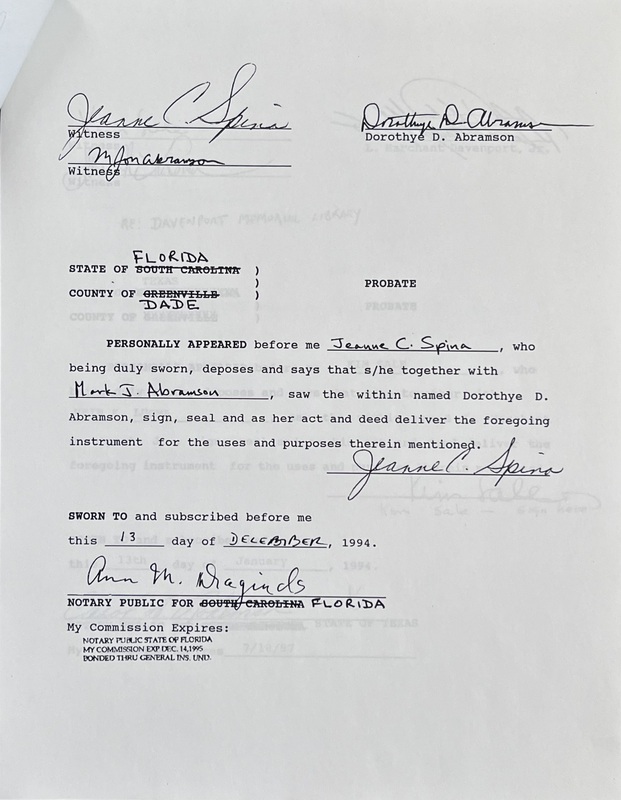 Jeanne C. Spina
Witness
Dorothye D. Abramson
Dorothye D. Abramson
Witness
RE: DAVENPORT MEMORIAL LIBRARY
FLORIDA
STATE OF SOUTH CAROLINA )
)
PROBATE
COUNTY OF GREENVILLE )
DADE
PERSONALLY APPEARED before me Jeanne C. Spina, who
being duly sworn, deposes and says that s/he together with
Mark J. Abramson, saw the within named Dorothye D.
Abramson, sign, seal and as her act and deed deliver the foregoing
instrument for the uses and purposes therein mentioned.
Jeanne C. Spina
SWORN TO and subscribed before me
this 13 day of DECEMBER, 1994.
Ann M.
NOTARY PUBLIC FOR SOUTH CAROLINA FLORIDA
My Commission Expires:
NOTARY PUBLIC STATE OF FLORIDA
MY COMMISSION EXP DEC. 14,1995
BONDED THRU GENERAL INS. UND.